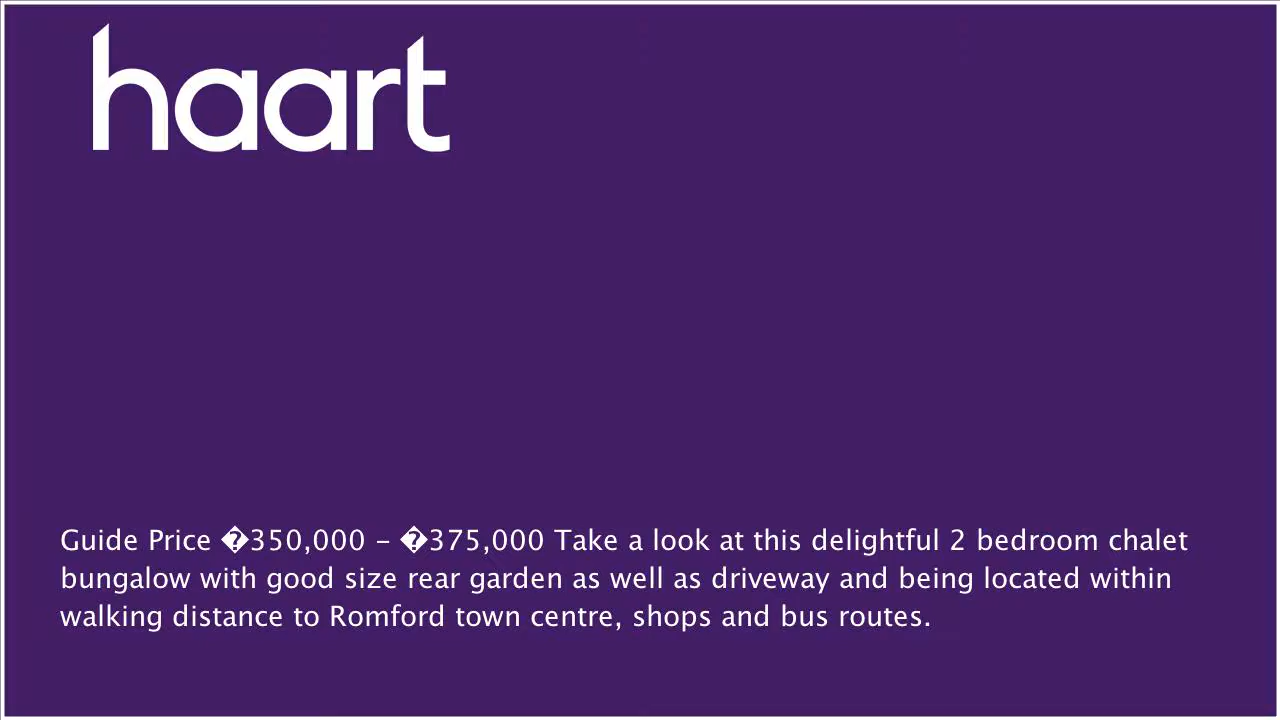 haart
Guide Price �350,000 - �375,000 Take a look at this delightful 2 bedroom chalet
bungalow with good size rear garden as well as driveway and being located within
walking distance to Romford town centre, shops and bus routes.